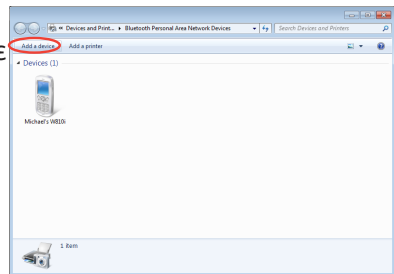 Devices and Print... Bluetooth Personal Area Network Devices
Search Devices and Printers
Add a device Add a printer
Devices (1)
Michael's W810i
1 item